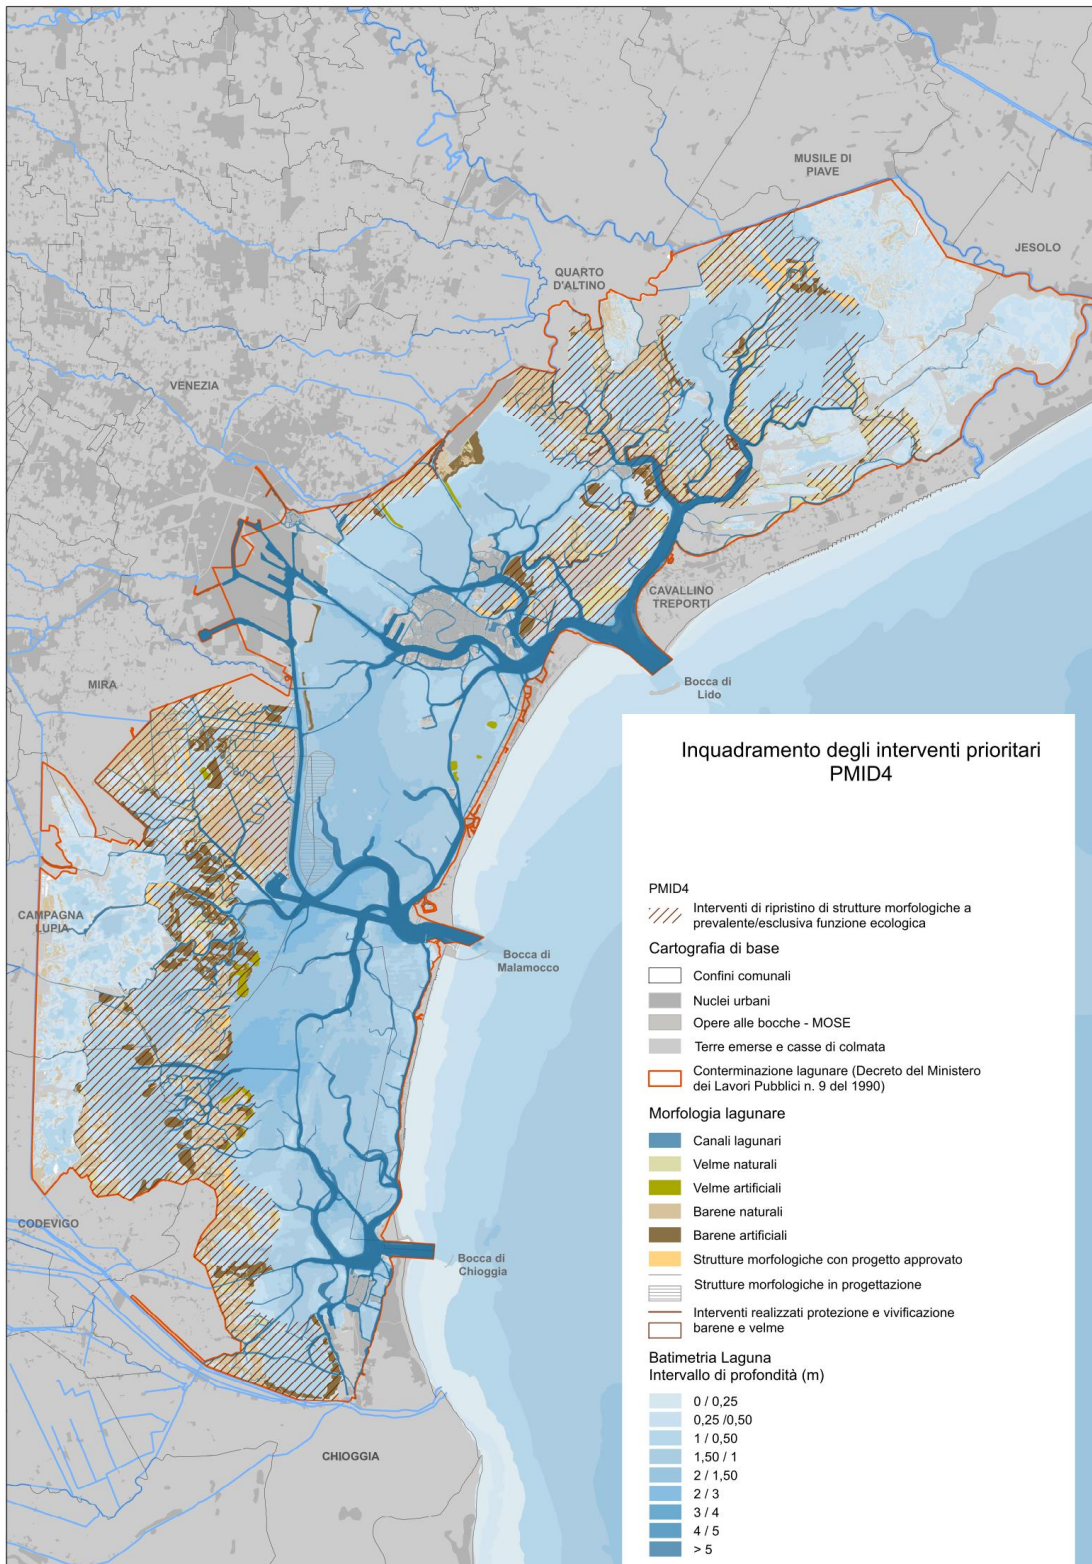 MUSILE DI
PIAVE
JESOLO
QUARTO
D'ALTINO
VENEZIA
CAVALLINO
TREPORTI
MIRA
Bocca di
Lido
CAMPAGNA
LUPIA
Bocca di
Malamocco
CODEVIGO
Bocca di
Chioggia
CHIOGGIA
Inquadramento degli interventi prioritari
PMID4
PMID4
Interventi di ripristino di strutture morfologiche a
prevalente/esclusiva funzione ecologica
Cartografia di base
Confini comunali
Nuclei urbani
Opere alle bocche - MOSE
Terre emerse e casse di colmata
Conterminazione lagunare (Decreto del Ministero
dei Lavori Pubblici n. 9 del 1990)
Morfologia lagunare
Canali lagunari
Velme naturali
Velme artificiali
Barene naturali
Barene artificiali
Strutture morfologiche con progetto approvato
Strutture morfologiche in progettazione
Interventi realizzati protezione e vivificazione
barene e velme
Batimetria Laguna
Intervallo di profondità (m)
0 / 0,25
0,25 /0,50
1 / 0,50
1,50 / 1
2 / 1,50
2 / 3
3 / 4
4 / 5
> 5